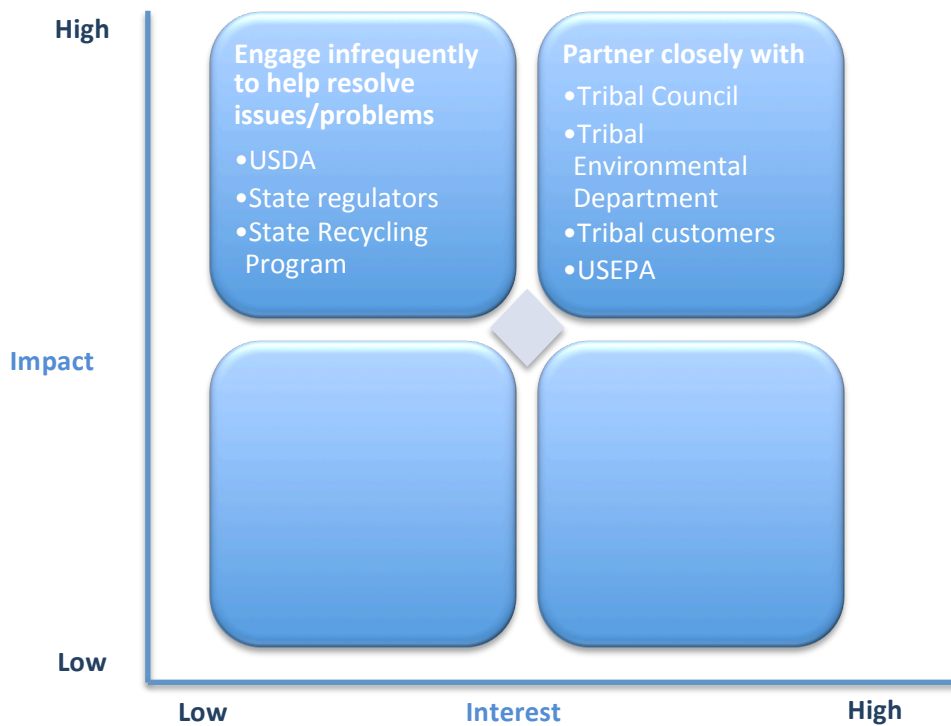 High
Engage infrequently
to help resolve
issues/problems
•USDA
•State regulators
•State Recycling
Program
Partner closely with
•Tribal Council
•Tribal
Environmental
Department
•Tribal customers
•USEPA
Impact
Low
Low
Interest
High